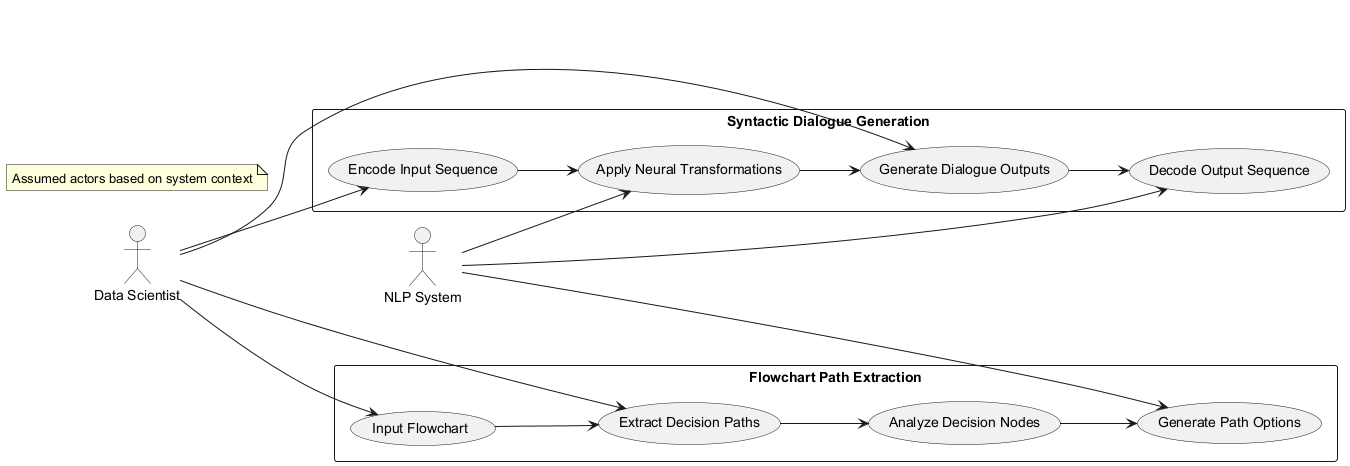 Syntactic Dialogue Generation
Encode Input Sequence
Apply Neural Transformations
Generate Dialogue Outputs
Decode Output Sequence
Assumed actors based on system context
Data Scientist
NLP System
Flowchart Path Extraction
Input Flowchart
Extract Decision Paths
Analyze Decision Nodes
Generate Path Options